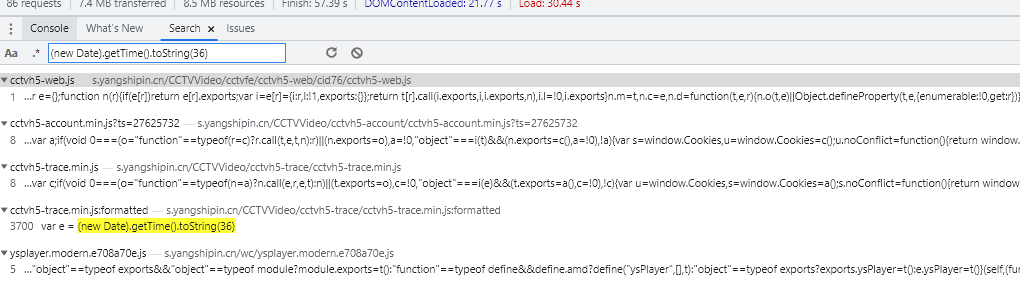 86 requests 7.4 MB transferred 8.5 MB resources Finish: 57.39 s DOMContentLoaded: 21.77 s Load: 30.44 s
Console What's New Search × Issues
Aa .* (new Date).getTime().toString(36)
cctvh5-web.js — s.yangshipin.cn/CCTVVideo/cctvfe/cctvh5-web/cid76/cctvh5-web.js
1 ...r e={};function n(r){if(e[r])return e[r].exports;var i=e[r]={i:r,l:!1,exports:{}};return t[r].call(i.exports,i,i.exports,n),i.l=!0,i.exports}n.m=t,n.c=e,n.d=function(t,e,r){n.o(t,e)||Object.defineProperty(t,e,{enumerable:!0,get:r})}
cctvh5-account.min.js?ts=27625732 — s.yangshipin.cn/CCTVVideo/cctvh5-account/cctvh5-account.min.js?ts=27625732
8 ...var a;if(void 0===(o="function"==typeof(r=c)?r.call(t,e,t,n):r)||(n.exports=o),a=!0,"object"===i(t)&&(n.exports=c(),a=!0),!a){var s=window.Cookies,u=window.Cookies=c();u.noConflict=function(){return window.
cctvh5-trace.min.js — s.yangshipin.cn/CCTVVideo/cctvh5-trace/cctvh5-trace.min.js
8 ...var c;if(void 0===(o="function"==typeof(n=a)?n.call(e,r,e,t):n)||(t.exports=o),c=!0,"object"===i(e)&&(t.exports=a(),c=!0),!c){var u=window.Cookies,s=window.Cookies=a();s.noConflict=function(){return window
cctvh5-trace.min.js:formatted — s.yangshipin.cn/CCTVVideo/cctvh5-trace/cctvh5-trace.min.js:formatted
3700 var e = (new Date).getTime().toString(36)
ysplayer.modern.e708a70e.js — s.yangshipin.cn/wc/ysplayer.modern.e708a70e.js
5 ..."object"==typeof exports&&"object"==typeof module?module.exports=t():"function"==typeof define&&define.amd?define("ysPlayer",[],t):"object"==typeof exports?exports.ysPlayer=t():e.ysPlayer=t()}(self,(fu